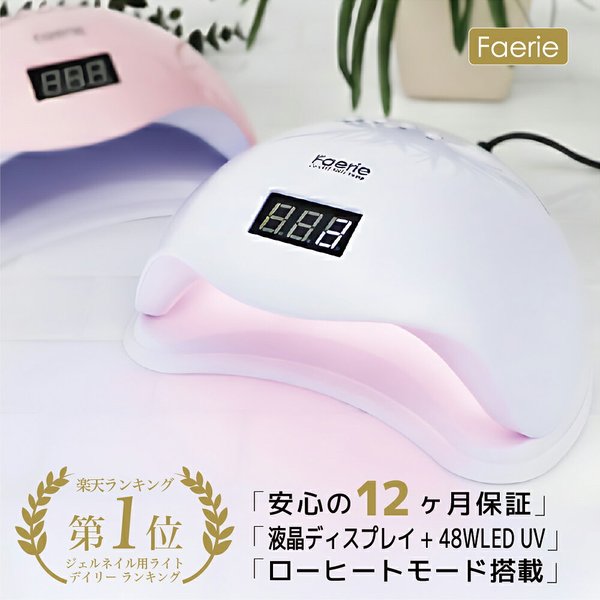 Faerie
Faerie
Faerie
楽天ランキング
第1位
ジェルネイル用ライト
デイリー ランキング
「安心の12ヶ月保証」
「液晶ディスプレイ + 48WLED UV」
「ローヒートモード搭載」